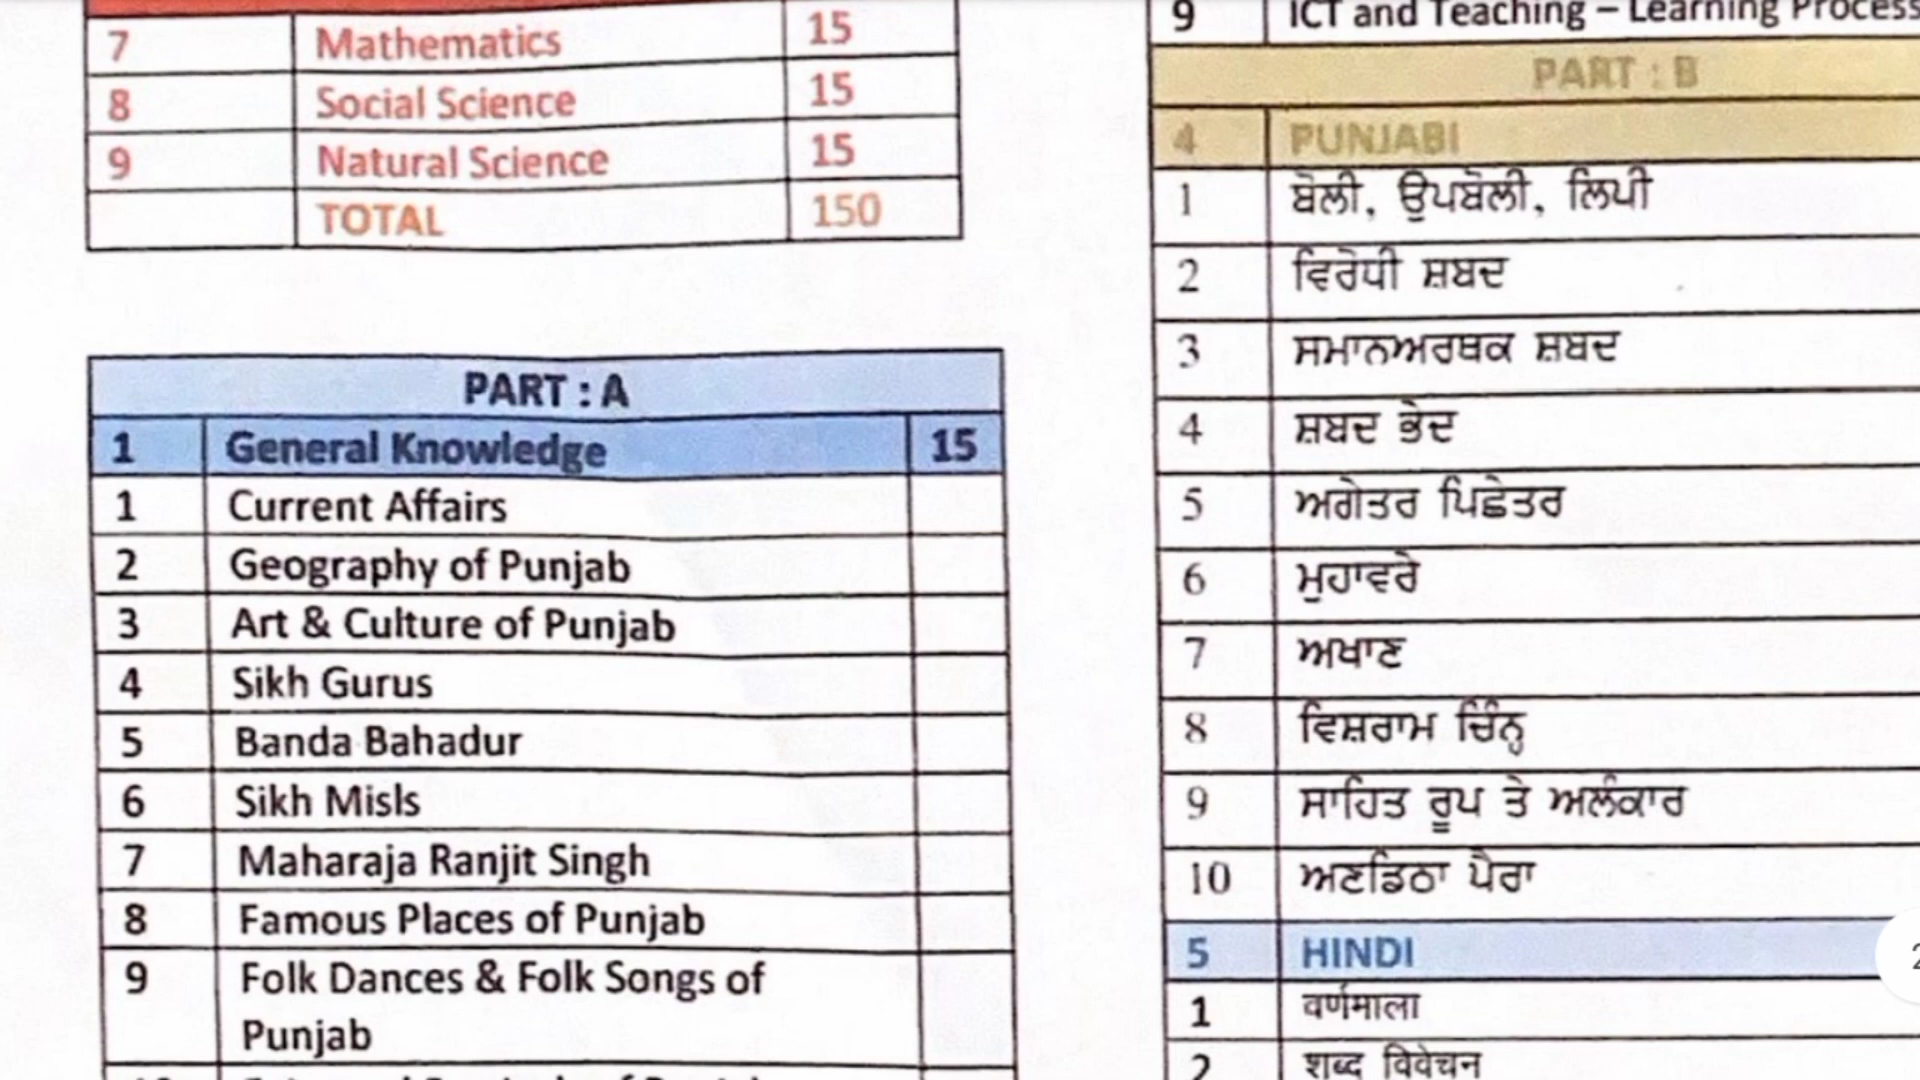 7 Mathematics 15
8 Social Science 15
9 Natural Science 15
TOTAL 150
PART : A
1 General Knowledge 15
1 Current Affairs
2 Geography of Punjab
3 Art & Culture of Punjab
4 Sikh Gurus
5 Banda Bahadur
6 Sikh Misls
7 Maharaja Ranjit Singh
8 Famous Places of Punjab
9 Folk Dances & Folk Songs of
Punjab
9 ICT and Teaching – Learning Process
PART : B
4 PUNJABI
1 ਬੋਲੀ, ਉਪਬੋਲੀ, ਲਿਪੀ
2 ਵਿਰੋਧੀ ਸ਼ਬਦ
3 ਸਮਾਨਅਰਥਕ ਸ਼ਬਦ
4 ਸ਼ਬਦ ਭੇਦ
5 ਅਗੇਤਰ ਪਿਛੇਤਰ
6 ਮੁਹਾਵਰੇ
7 ਅਖਾਣ
8 ਵਿਸ਼ਰਾਮ ਚਿੰਨ੍ਹ
9 ਸਾਹਿਤ ਰੂਪ ਤੇ ਅਲੰਕਾਰ
10 ਅਣਡਿਠਾ ਪੈਰਾ
5 HINDI
1 वर्णमाला
2 शब्द विवेचन